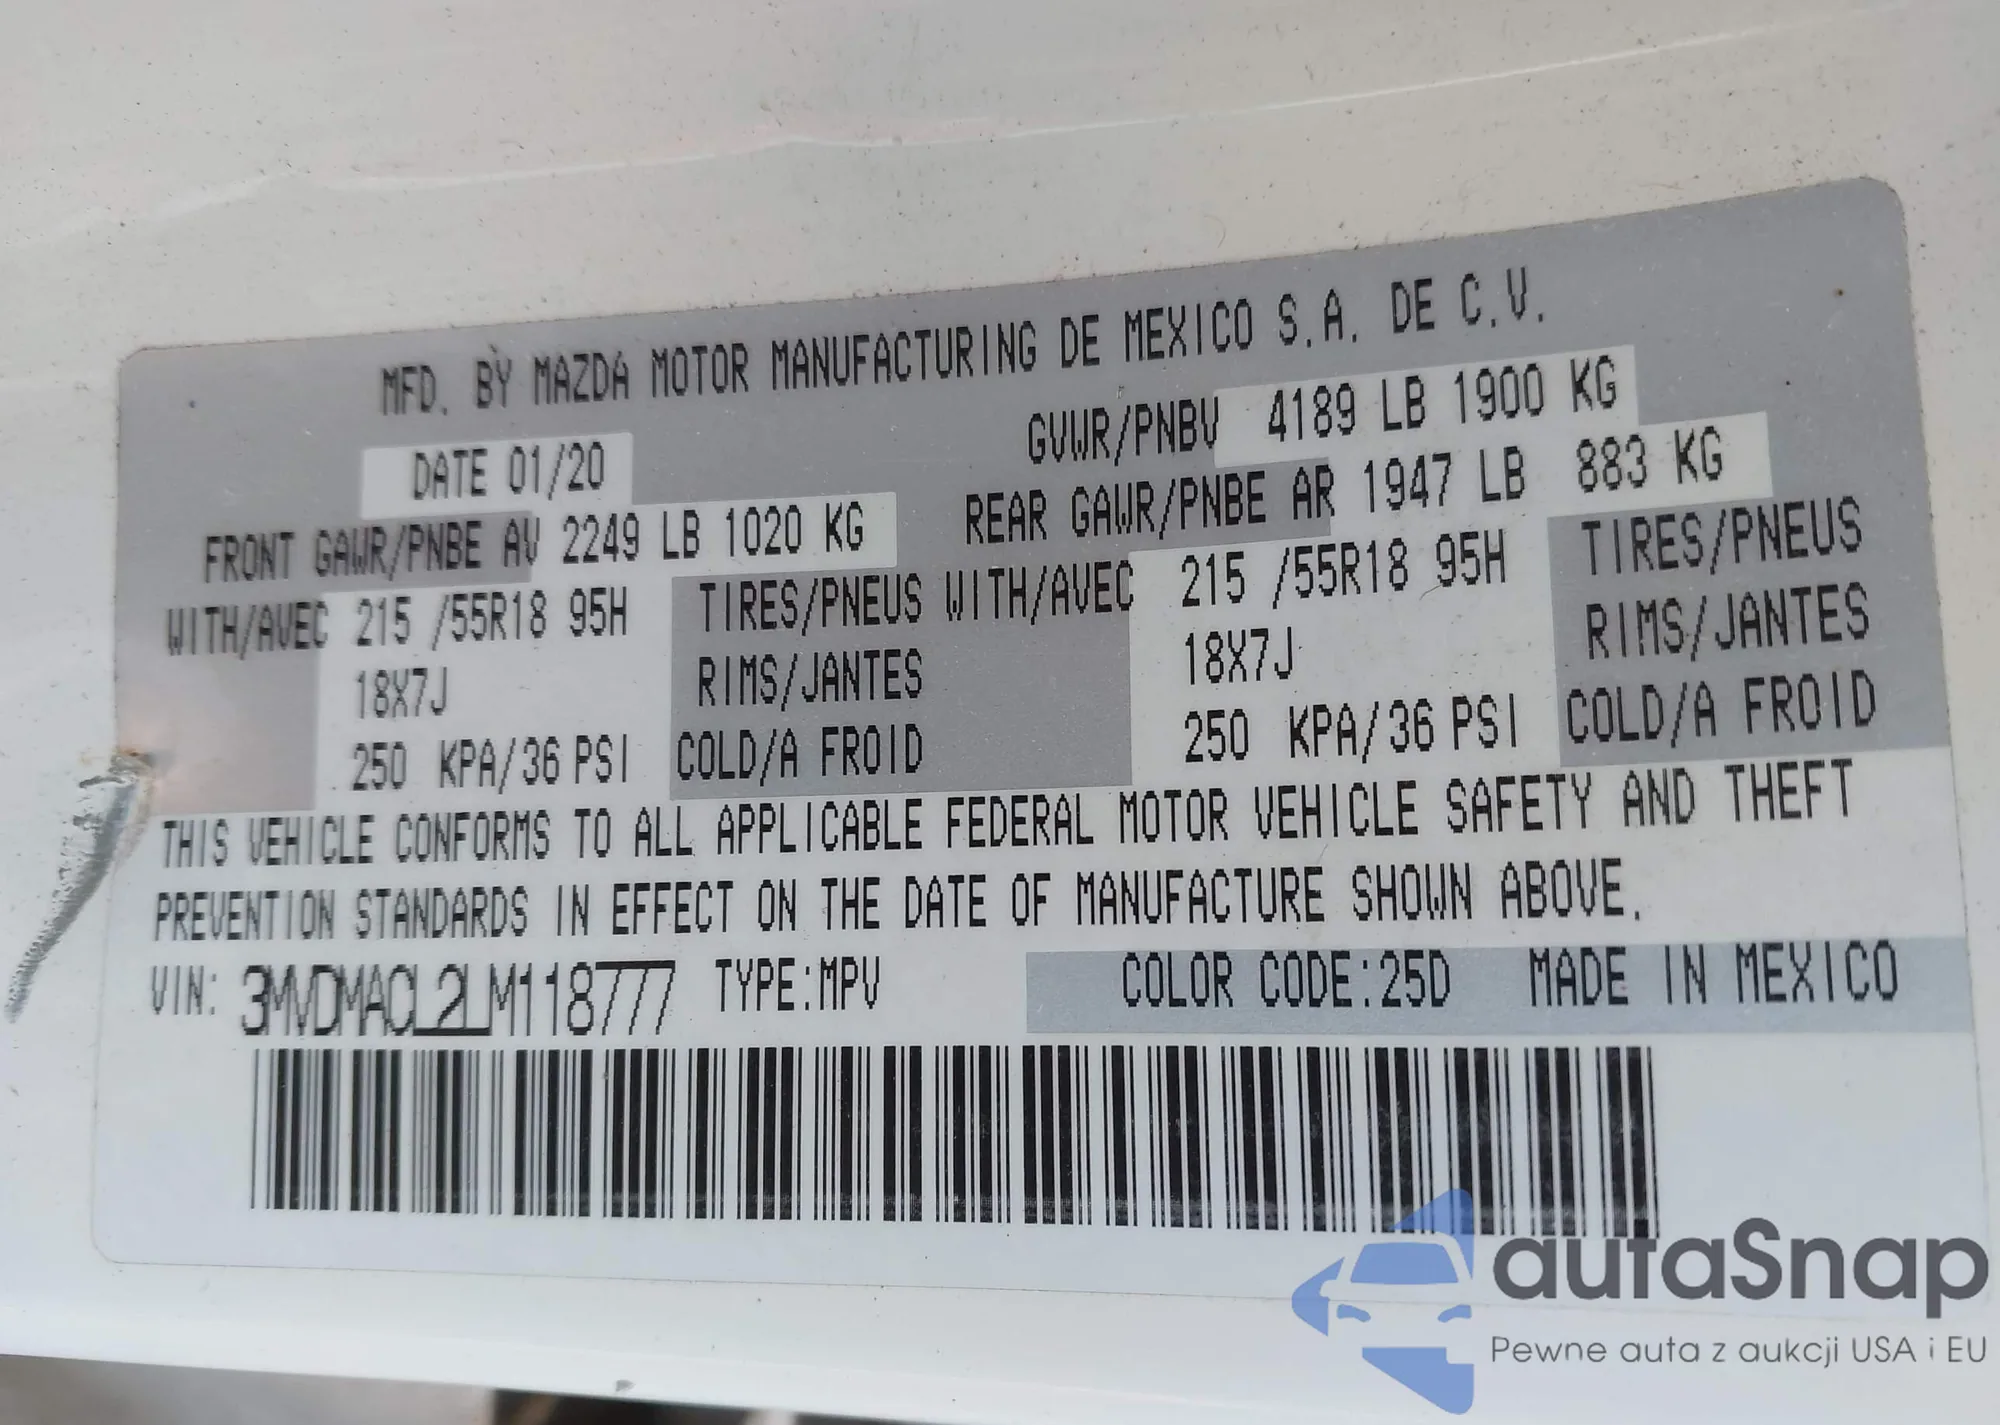 MFD. BY MAZDA MOTOR MANUFACTURING DE MEXICO S.A. DE C.V.
DATE 01/20 GVWR/PNBV 4189 LB 1900 KG
FRONT GAWR/PNBE AV 2249 LB 1020 KG REAR GAWR/PNBE AR 1947 LB 883 KG
WITH/AVEC 215 /55R18 95H TIRES/PNEUS WITH/AVEC 215 /55R18 95H TIRES/PNEUS
18X7J RIMS/JANTES 18X7J RIMS/JANTES
250 KPA/36 PSI COLD/A FROID 250 KPA/36 PSI COLD/A FROID
THIS VEHICLE CONFORMS TO ALL APPLICABLE FEDERAL MOTOR VEHICLE SAFETY AND THEFT
PREVENTION STANDARDS IN EFFECT ON THE DATE OF MANUFACTURE SHOWN ABOVE.
VIN: 3MVDMACL2LM118777 TYPE:MPV COLOR CODE:25D MADE IN MEXICO
autaSnap
Pewne auta z aukcji USA i EU